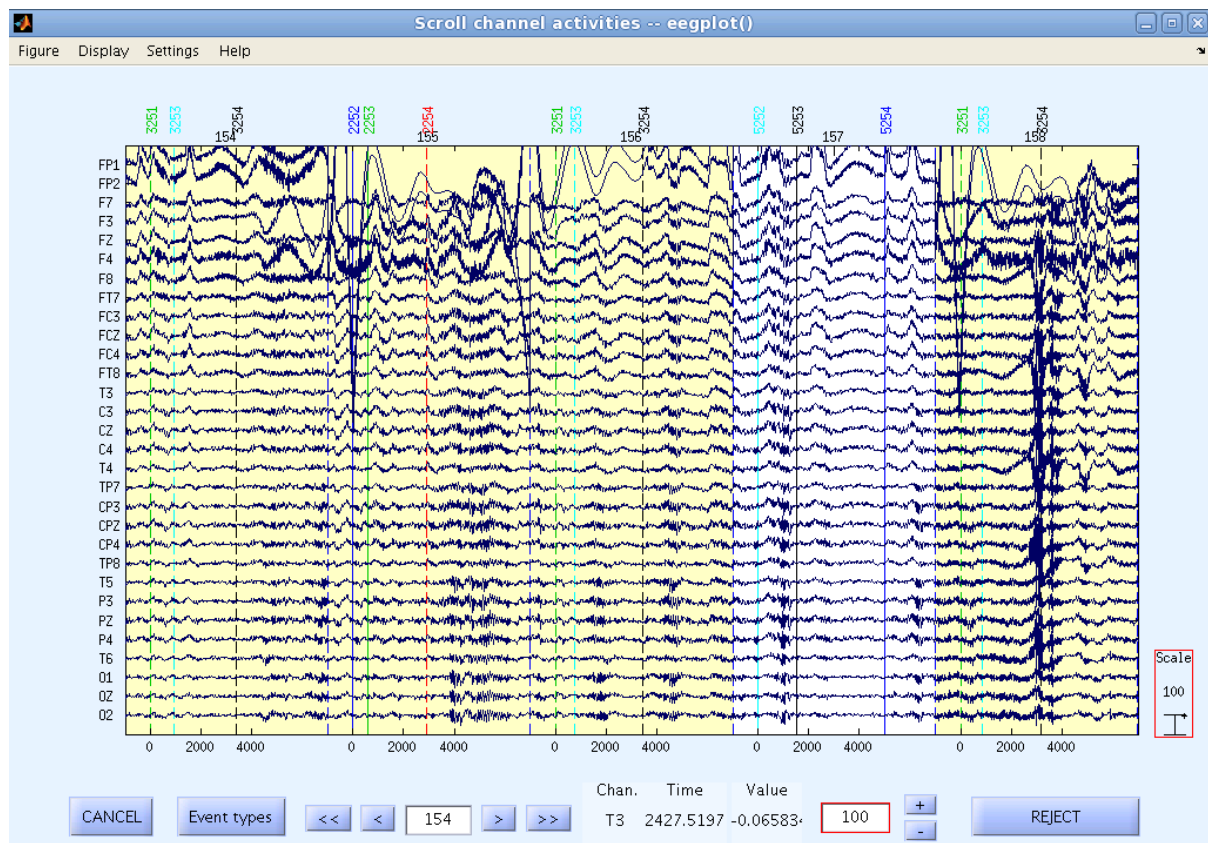 Scroll channel activities -- eegplot()
Figure Display Settings Help
3251 3253 3254 2252 2253 2254 3251 3253 3254 5252 5253 5254 3251 3253 3254
154 155 156 157 158
FP1
FP2
F7
F3
FZ
F4
F8
FT7
FC3
FCZ
FC4
FT8
T3
C3
CZ
C4
T4
TP7
CP3
CPZ
CP4
TP8
T5
P3
PZ
P4
T6
O1
OZ
O2
Scale
100
0 2000 4000 0 2000 4000 0 2000 4000 0 2000 4000 0 2000 4000
Chan. Time Value
CANCEL Event types << < 154 > >> T3 2427.5197 -0.06583 100 + - REJECT